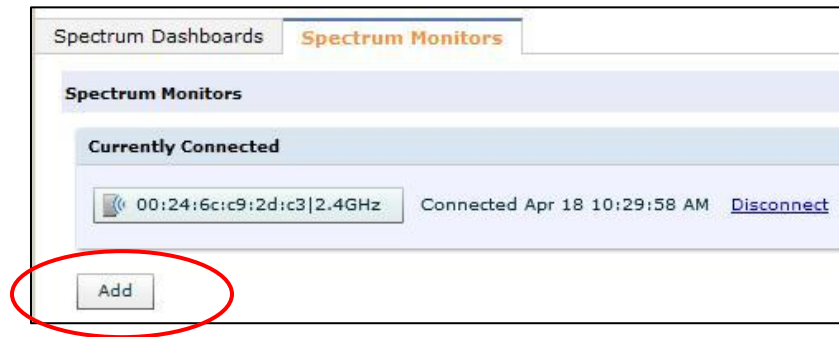 Spectrum Dashboards Spectrum Monitors
Spectrum Monitors
Currently Connected
00:24:6c:c9:2d:c3|2.4GHz Connected Apr 18 10:29:58 AM Disconnect
Add